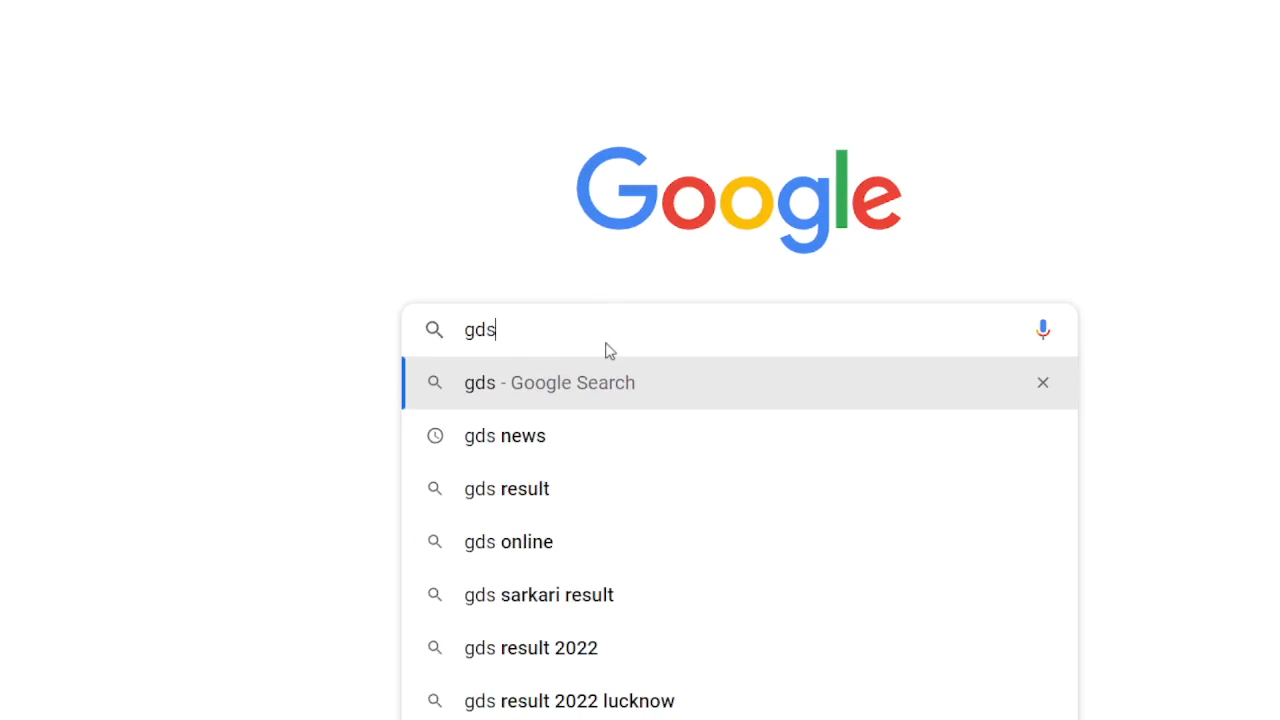 Google
gds
gds - Google Search
gds news
gds result
gds online
gds sarkari result
gds result 2022
gds result 2022 lucknow